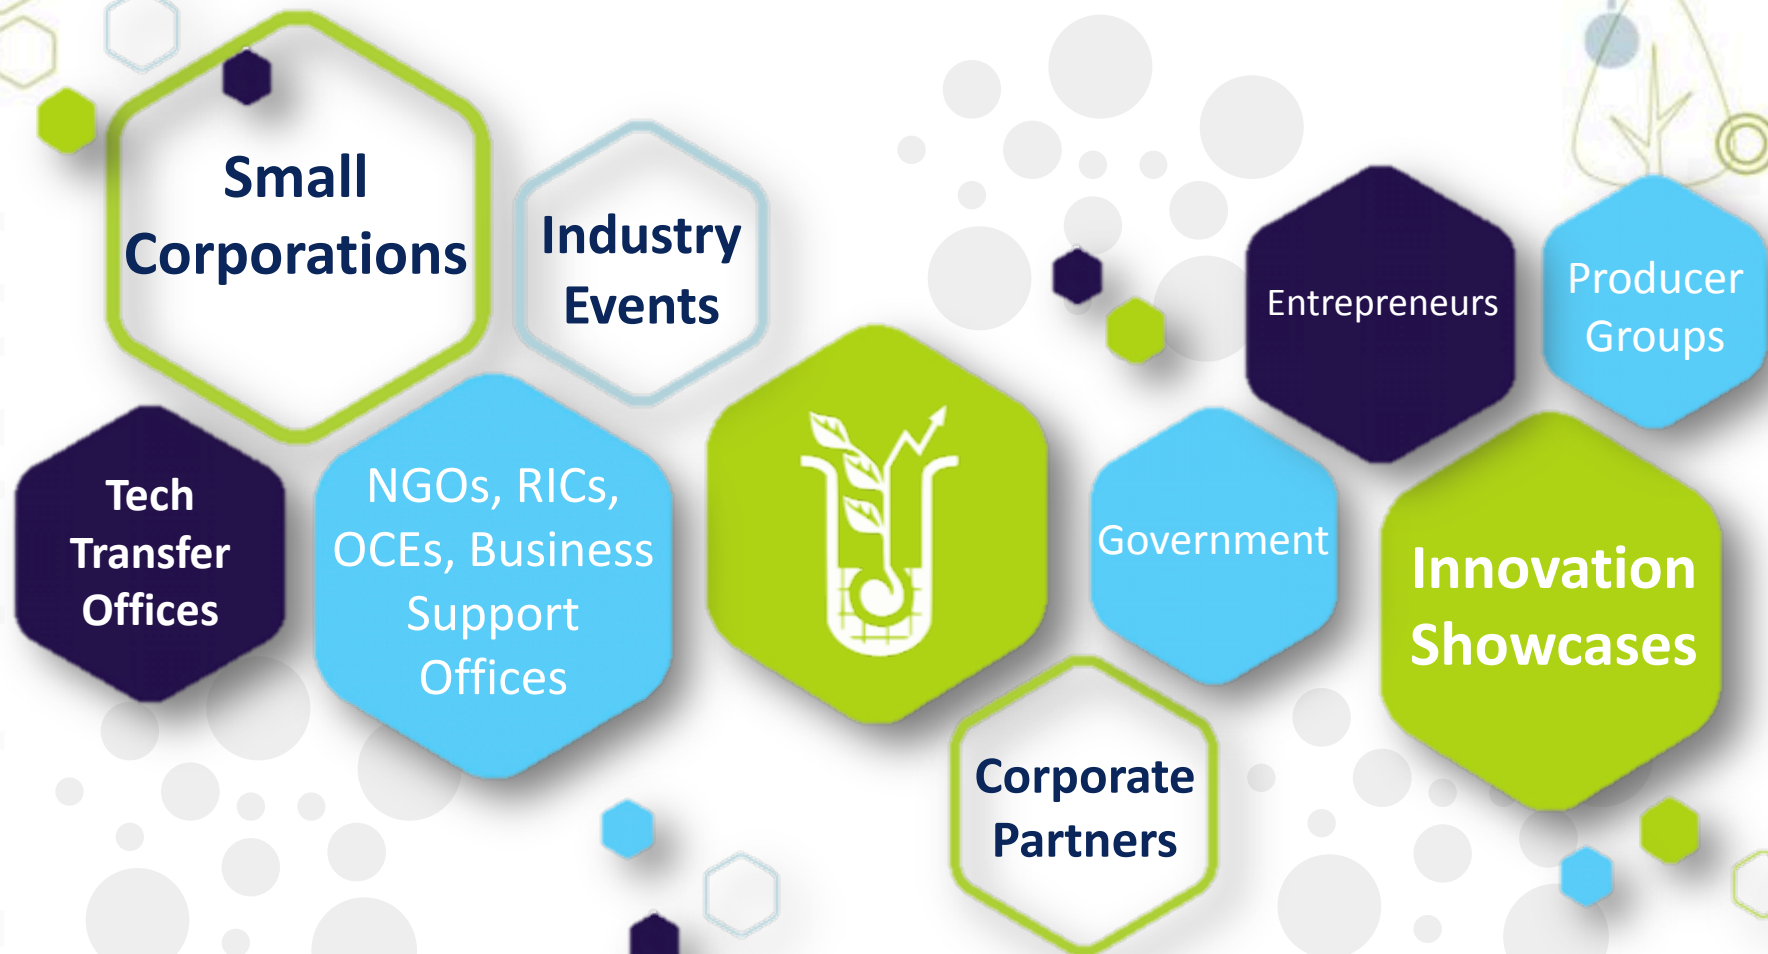 Small
Corporations
Industry
Events
Tech
Transfer
Offices
NGOs, RICs,
OCEs, Business
Support
Offices
Corporate
Partners
Government
Entrepreneurs
Producer
Groups
Innovation
Showcases